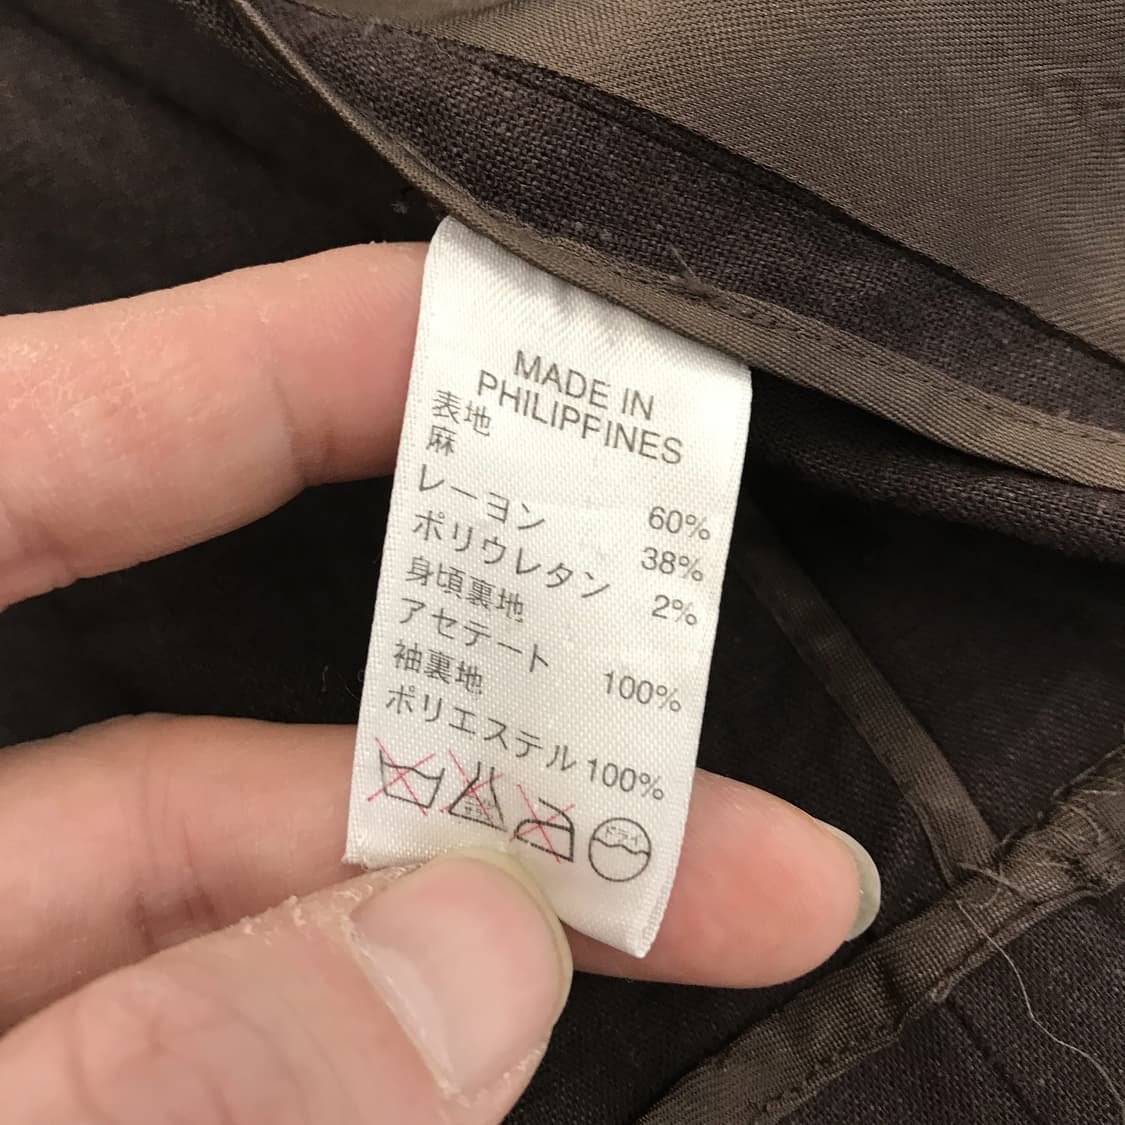 MADE IN
PHILIPPINES
表地
麻 60%
レーヨン 38%
ポリウレタン 2%
身頃裏地
アセテート 100%
袖裏地
ポリエステル 100%
ドライ